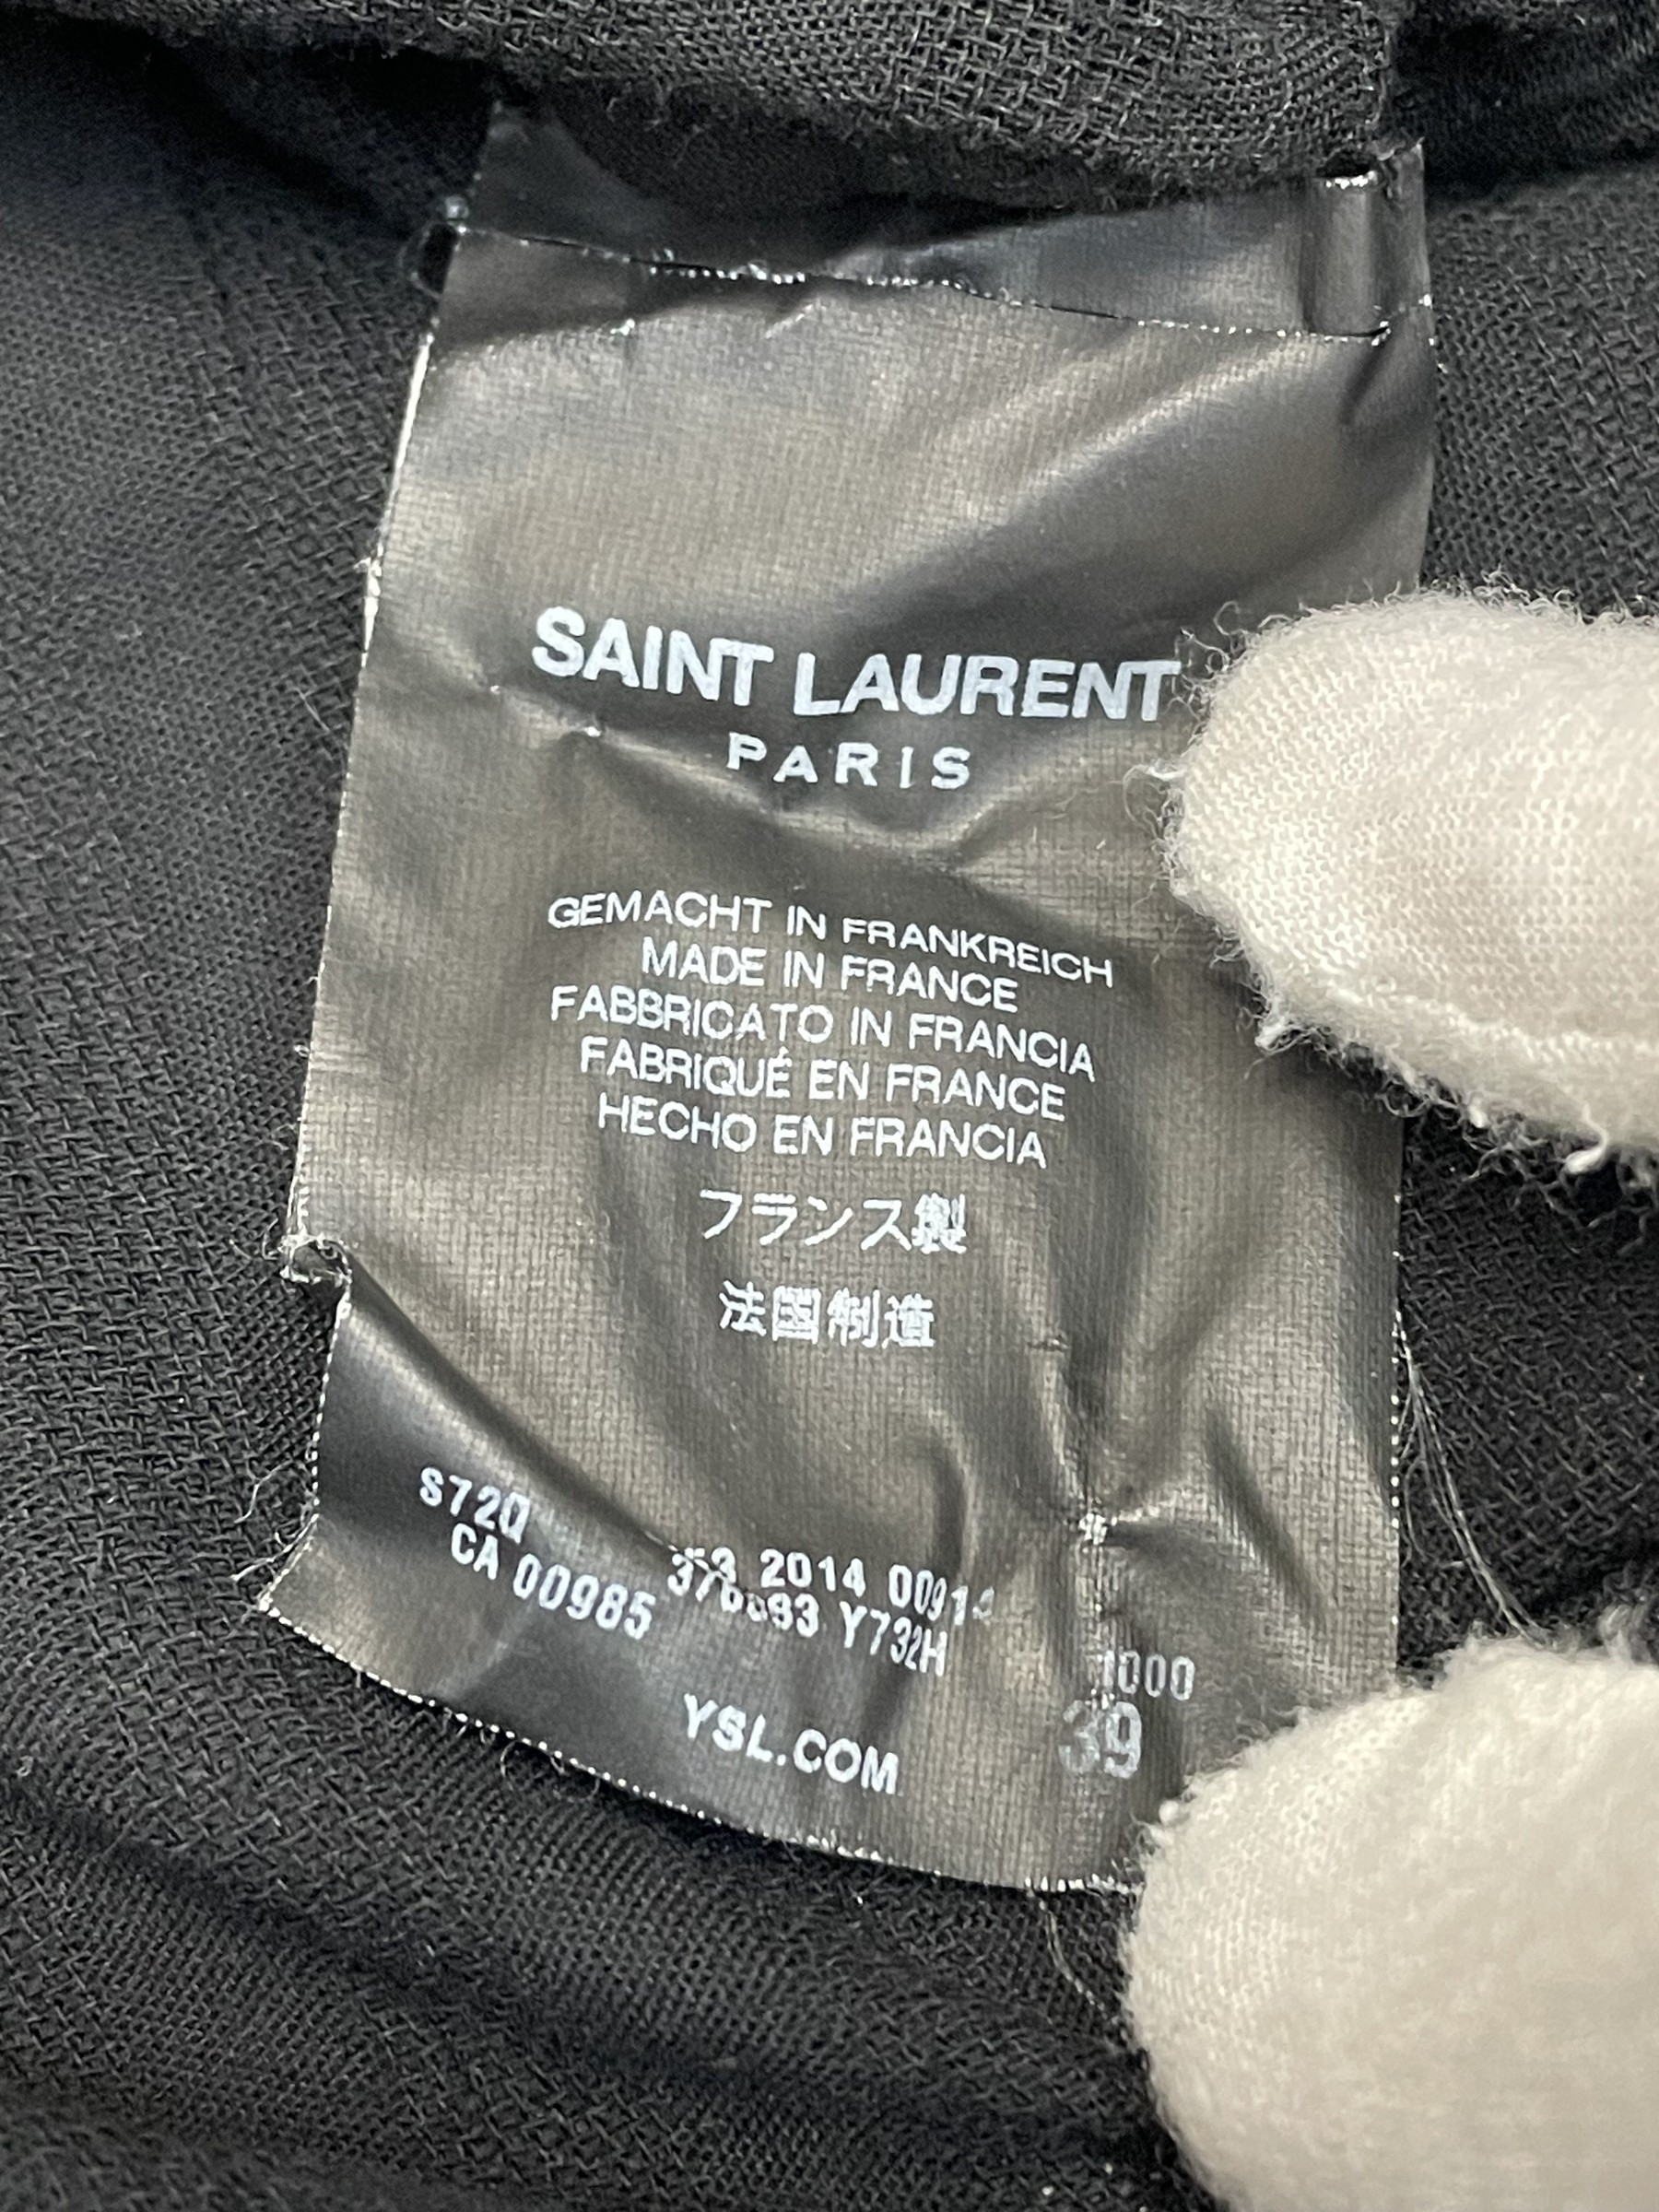 SAINT LAURENT
PARIS
GEMACHT IN FRANKREICH
MADE IN FRANCE
FABBRICATO IN FRANCIA
FABRIQUÉ EN FRANCE
HECHO EN FRANCIA
フランス製
法国制造
S72Q
2014
CA 00985 Y732H
1000
39
YSL.COM